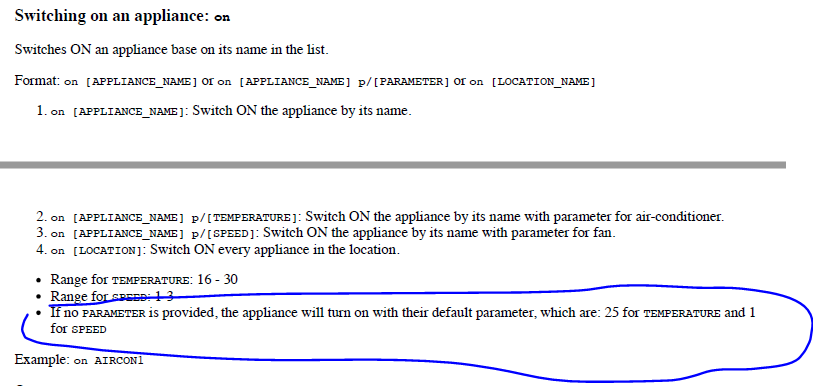 Switching on an appliance: on
Switches ON an appliance base on its name in the list.
Format: on [APPLIANCE_NAME] or on [APPLIANCE_NAME] p/[PARAMETER] or on [LOCATION_NAME]
1. on [APPLIANCE_NAME]: Switch ON the appliance by its name.
2. on [APPLIANCE_NAME] p/[TEMPERATURE]: Switch ON the appliance by its name with parameter for air-conditioner.
3. on [APPLIANCE_NAME] p/[SPEED]: Switch ON the appliance by its name with parameter for fan.
4. on [LOCATION]: Switch ON every appliance in the location.
• Range for TEMPERATURE: 16 - 30
• Range for SPEED: 1-3
• If no PARAMETER is provided, the appliance will turn on with their default parameter, which are: 25 for TEMPERATURE and 1
for SPEED
Example: on AIRCON1